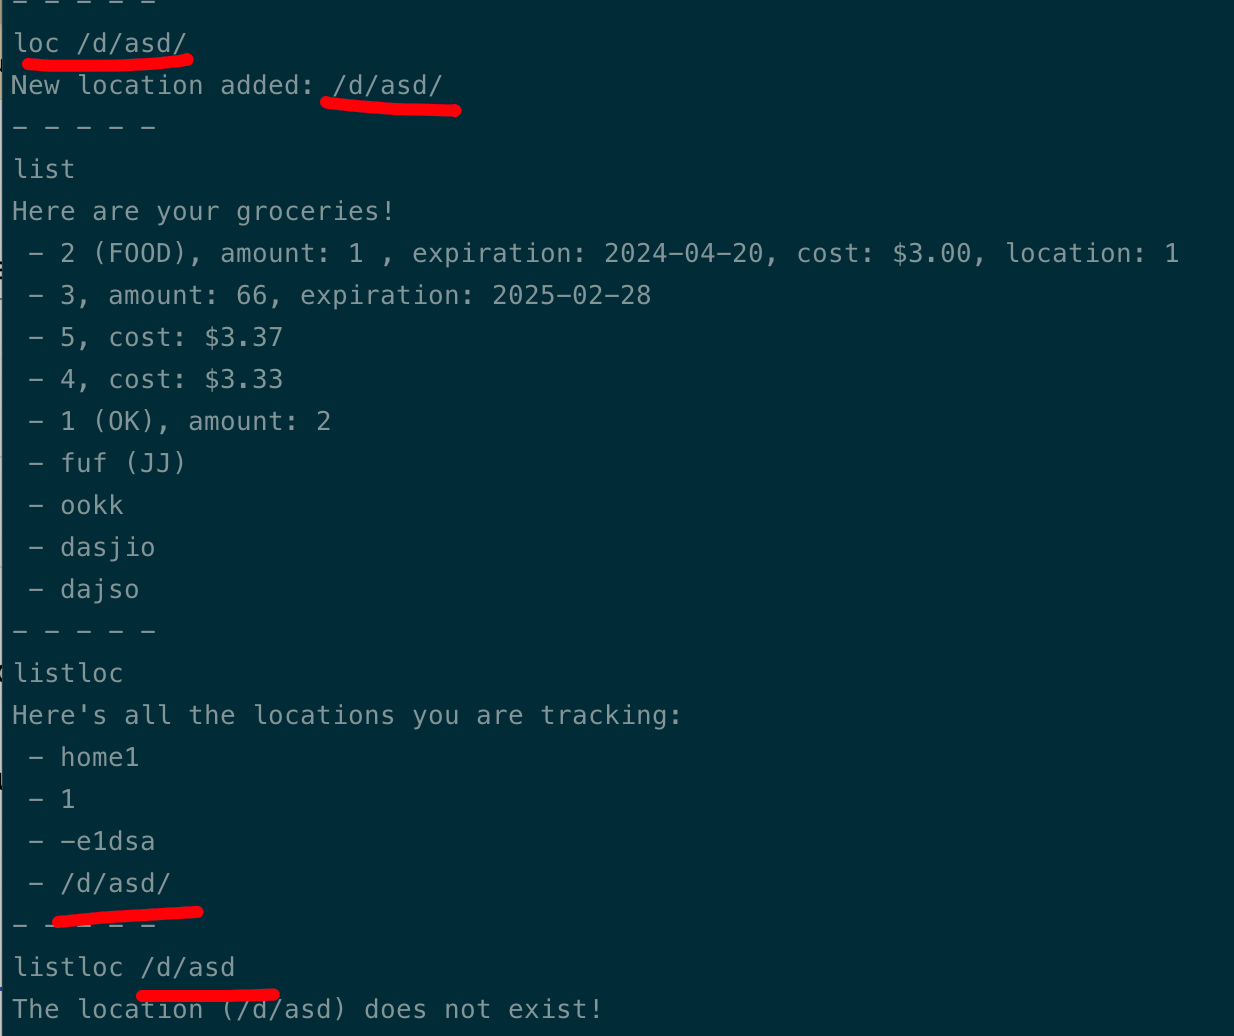 - - - - -
loc /d/asd/
New location added: /d/asd/
- - - - -
list
Here are your groceries!
- 2 (FOOD), amount: 1 , expiration: 2024-04-20, cost: $3.00, location: 1
- 3, amount: 66, expiration: 2025-02-28
- 5, cost: $3.37
- 4, cost: $3.33
- 1 (OK), amount: 2
- fuf (JJ)
- ookk
- dasjio
- dajso
- - - - -
listloc
Here's all the locations you are tracking:
- home1
- 1
- -e1dsa
- /d/asd/
- - - - -
listloc /d/asd
The location (/d/asd) does not exist!